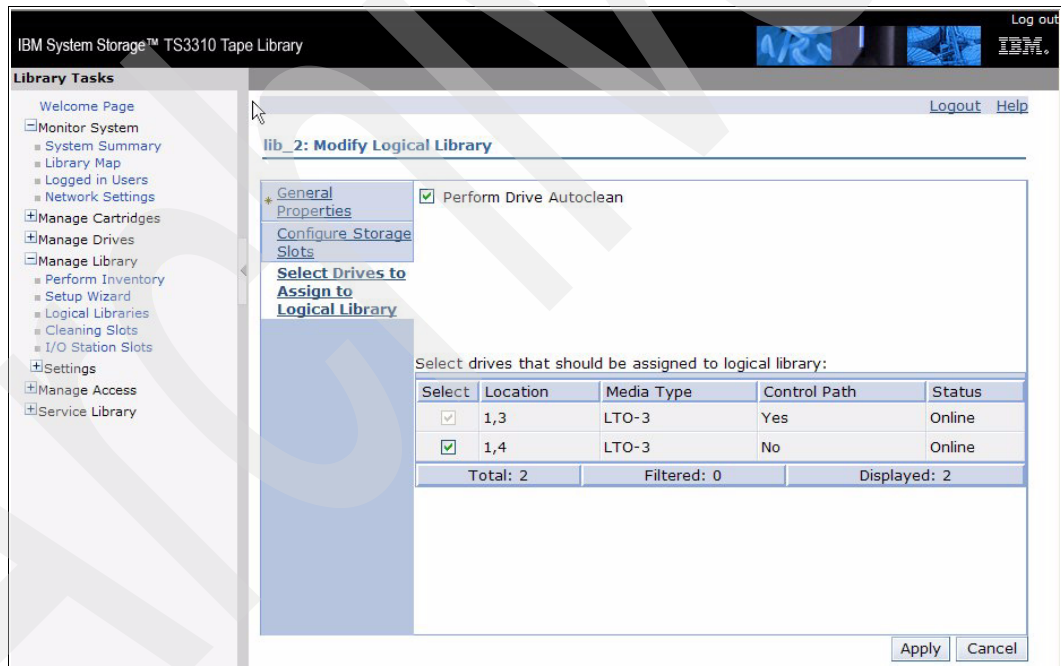 Log out
IBM System Storage™ TS3310 Tape Library
IBM.
Library Tasks
Welcome Page
Monitor System
System Summary
Library Map
Logged in Users
Network Settings
Manage Cartridges
Manage Drives
Manage Library
Perform Inventory
Setup Wizard
Logical Libraries
Cleaning Slots
I/O Station Slots
Settings
Manage Access
Service Library
Logout Help
lib_2: Modify Logical Library
General
Properties
Configure Storage
Slots
Select Drives to
Assign to
Logical Library
Perform Drive Autoclean
Select drives that should be assigned to logical library:
Select Location Media Type Control Path Status
1,3 LTO-3 Yes Online
1,4 LTO-3 No Online
Total: 2 Filtered: 0 Displayed: 2
Apply Cancel